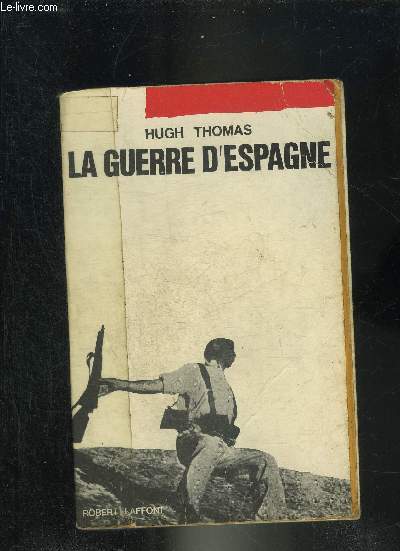 Le-livre.com
HUGH THOMAS
LA GUERRE D'ESPAGNE
ROBERT LAFFONT